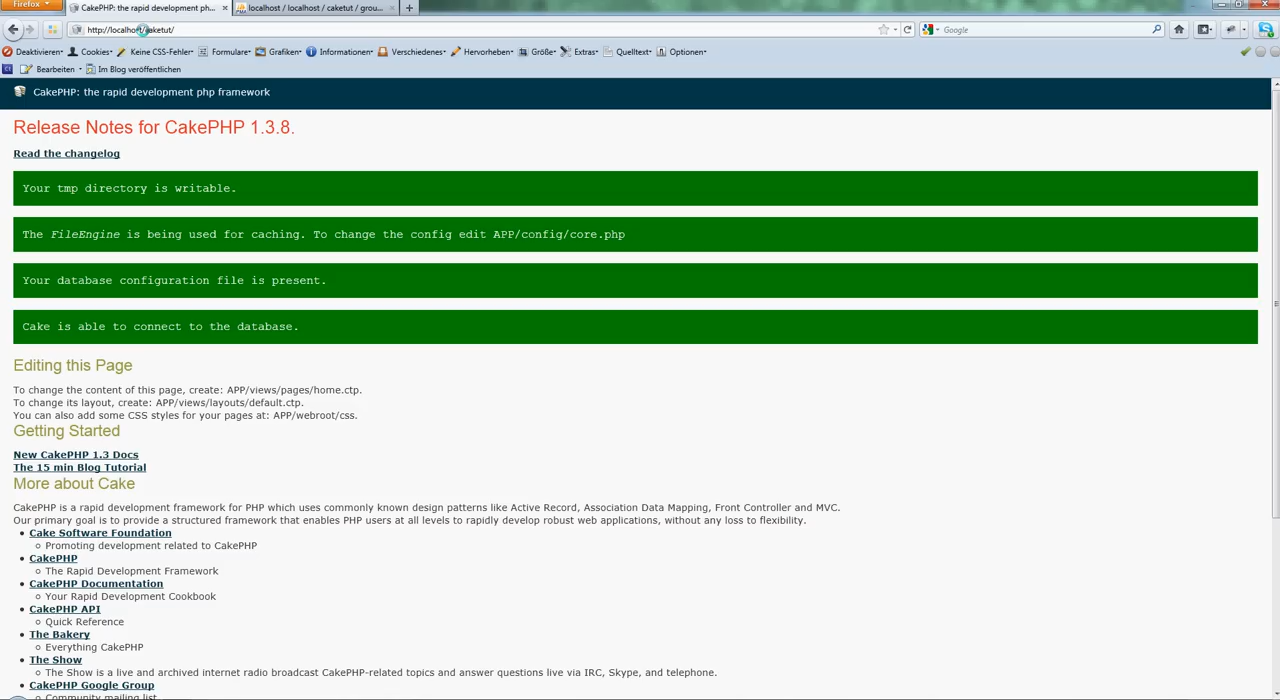 Firefox
CakePHP: the rapid development ph... × localhost / localhost / caketut / grou... × +
http://localhost/caketut/ Google
Deaktivieren Cookies Keine CSS-Fehler Formulare Grafiken Informationen Verschiedenes Hervorheben Größe Extras Quelltext Optionen
Bearbeiten Im Blog veröffentlichen
CakePHP: the rapid development php framework
Release Notes for CakePHP 1.3.8.
Read the changelog
Your tmp directory is writable.
The FileEngine is being used for caching. To change the config edit APP/config/core.php
Your database configuration file is present.
Cake is able to connect to the database.
Editing this Page
To change the content of this page, create: APP/views/pages/home.ctp.
To change its layout, create: APP/views/layouts/default.ctp.
You can also add some CSS styles for your pages at: APP/webroot/css.
Getting Started
New CakePHP 1.3 Docs
The 15 min Blog Tutorial
More about Cake
CakePHP is a rapid development framework for PHP which uses commonly known design patterns like Active Record, Association Data Mapping, Front Controller and MVC.
Our primary goal is to provide a structured framework that enables PHP users at all levels to rapidly develop robust web applications, without any loss to flexibility.
Cake Software Foundation
Promoting development related to CakePHP
CakePHP
The Rapid Development Framework
CakePHP Documentation
Your Rapid Development Cookbook
CakePHP API
Quick Reference
The Bakery
Everything CakePHP
The Show
The Show is a live and archived internet radio broadcast CakePHP-related topics and answer questions live via IRC, Skype, and telephone.
CakePHP Google Group
Community mailing list